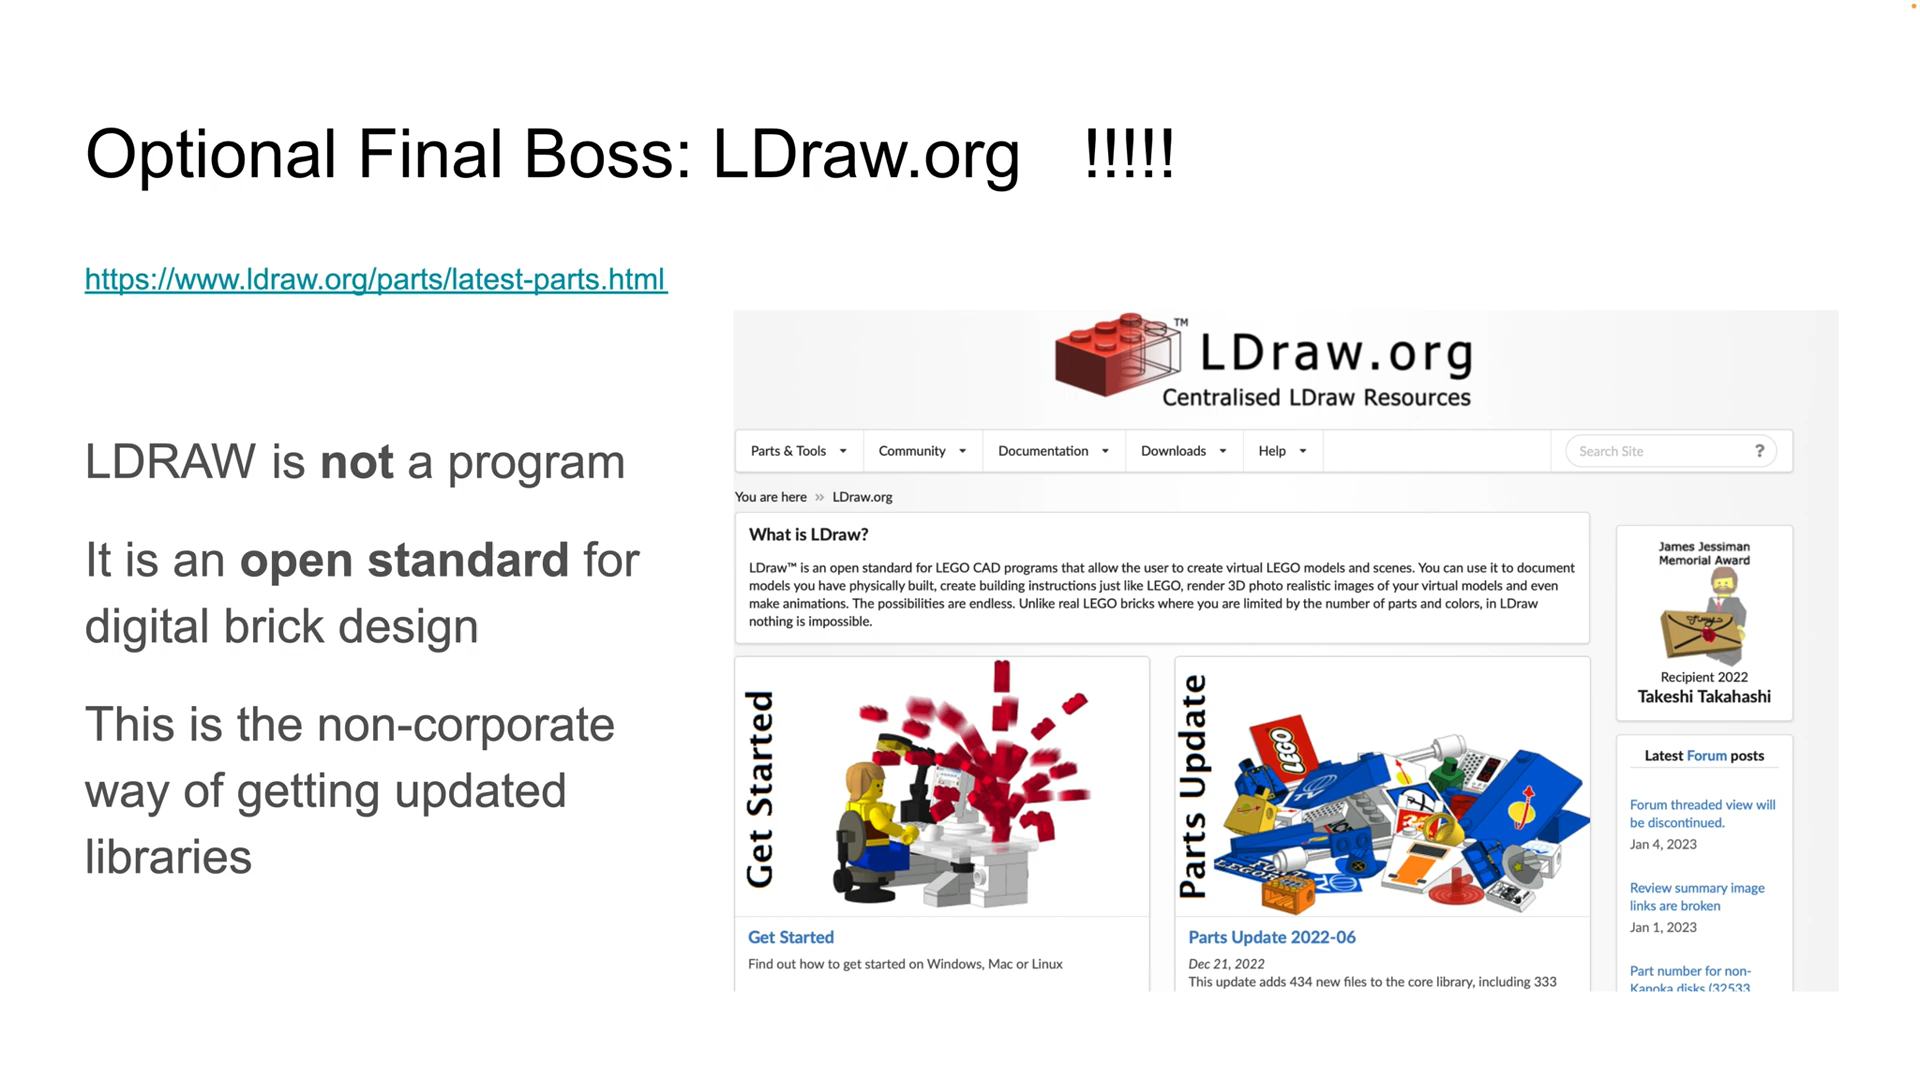 Optional Final Boss: LDraw.org !!!!!
https://www.ldraw.org/parts/latest-parts.html
LDRAW is not a program
It is an open standard for
digital brick design
This is the non-corporate
way of getting updated
libraries
TM
LDraw.org
Centralised LDraw Resources
Parts & Tools
Community
Documentation
Downloads
Help
Search Site
?
You are here » LDraw.org
What is LDraw?
LDraw™ is an open standard for LEGO CAD programs that allow the user to create virtual LEGO models and scenes. You can use it to document
models you have physically built, create building instructions just like LEGO, render 3D photo realistic images of your virtual models and even
make animations. The possibilities are endless. Unlike real LEGO bricks where you are limited by the number of parts and colors, in LDraw
nothing is impossible.
Get Started
Get Started
Find out how to get started on Windows, Mac or Linux
Parts Update
LEGO
TV
Parts Update 2022-06
Dec 21, 2022
This update adds 434 new files to the core library, including 333
James Jessiman
Memorial Award
Recipient 2022
Takeshi Takahashi
Latest Forum posts
Forum threaded view will
be discontinued.
Jan 4, 2023
Review summary image
links are broken
Jan 1, 2023
Part number for non-
Kanoka disks (32533